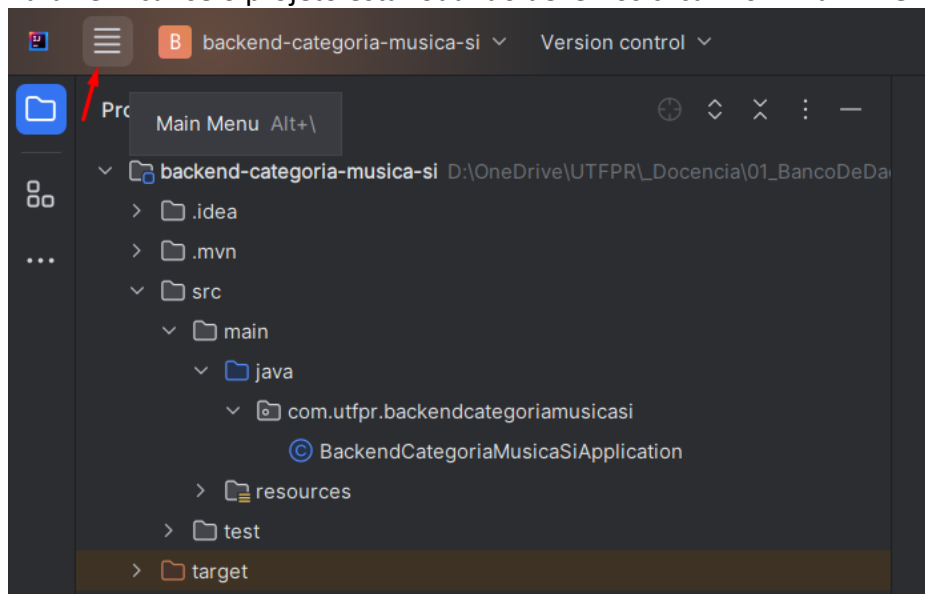 B backend-categoria-musica-si Version control
Main Menu Alt+\
backend-categoria-musica-si D:\OneDrive\UTFPR\_Docencia\01_BancoDeDa
.idea
.mvn
src
main
java
com.utfpr.backendcategoriamusicasi
C BackendCategoriaMusicaSiApplication
resources
test
target